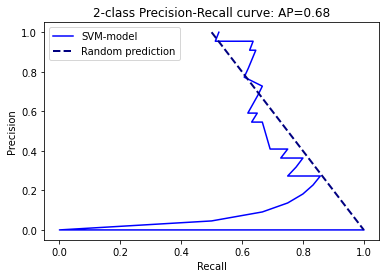 2-class Precision-Recall curve: AP=0.68
SVM-model
Random prediction
Precision
1.0
0.8
0.6
0.4
0.2
0.0
0.0 0.2 0.4 0.6 0.8 1.0
Recall